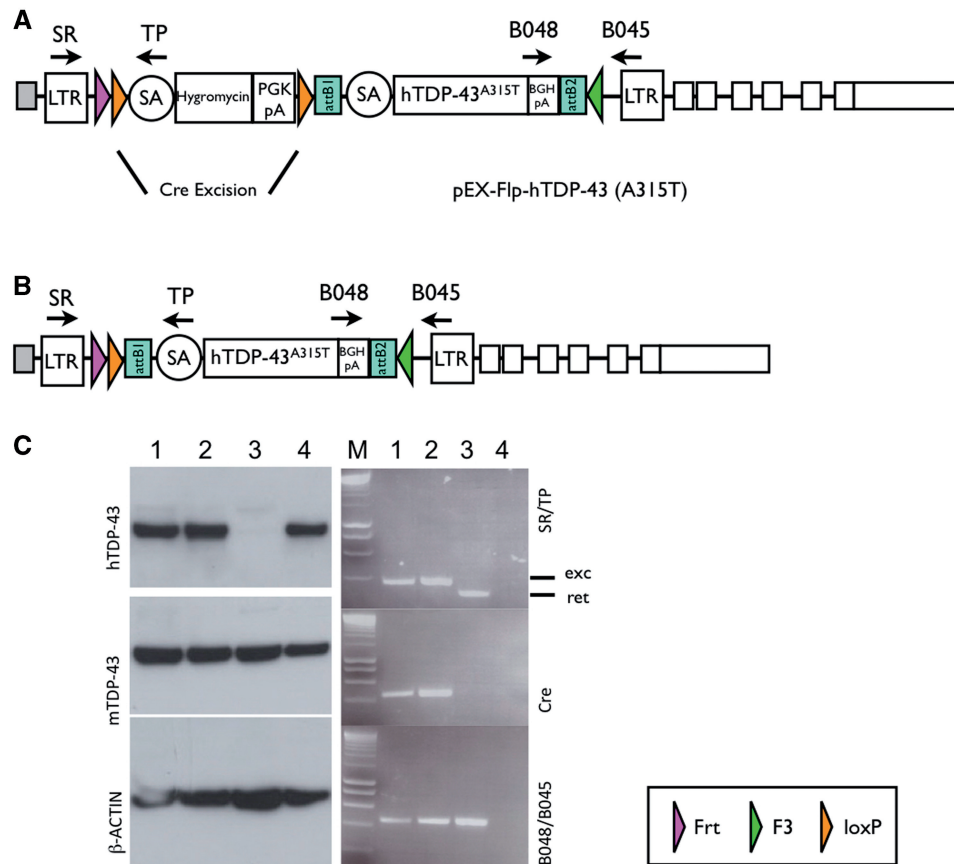 A
SR TP B048 B045
LTR SA Hygromycin PGK pA attB1 SA hTDP-43A315T BGH pA attB2 LTR
Cre Excision pEX-Flp-hTDP-43 (A315T)
B
SR TP B048 B045
LTR attB1 SA hTDP-43A315T BGH pA attB2 LTR
C
1 2 3 4 M 1 2 3 4
hTDP-43
mTDP-43
β-ACTIN
SR/TP
exc
ret
Cre
B048/B045
Frt F3 loxP